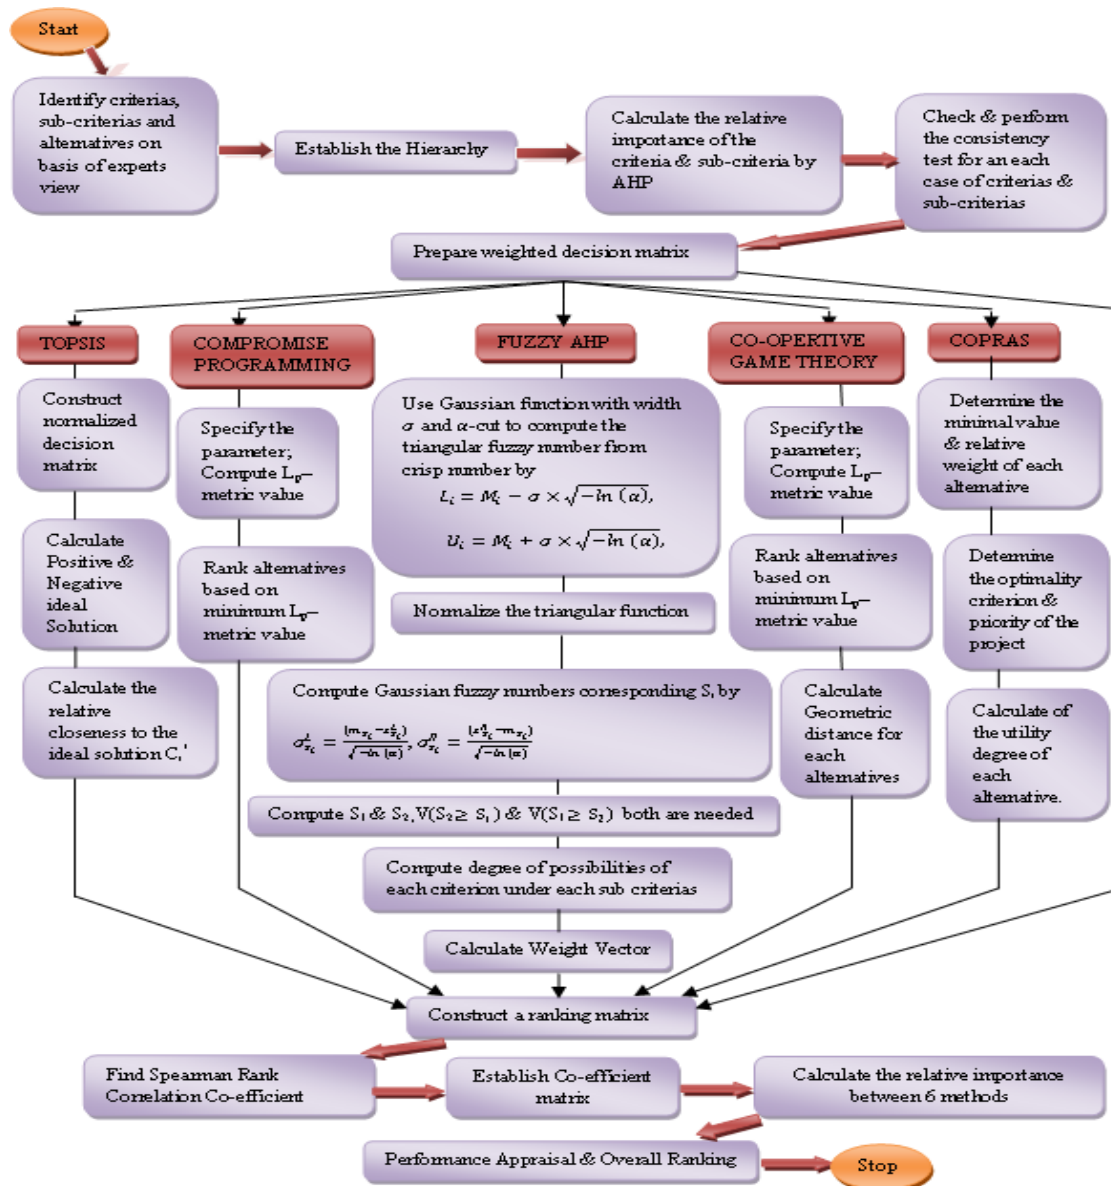 Start
Identify criterias,
sub-criterias and
alternatives on
basis of experts
view
Establish the Hierarchy
Calculate the relative
importance of the
criteria & sub-criteria by
AHP
Check & perform
the consistency
test for an each
case of criterias &
sub-criterias
Prepare weighted decision matrix
TOPSIS
Construct
normalized
decision
matrix
Calculate
Positive &
Negative
ideal
Solution
Calculate the
relative
closeness to the
ideal solution Cᵢ'
COMPROMISE
PROGRAMMING
Specify the
parameter;
Compute Lₚ–
metric value
Rank alternatives
based on
minimum Lₚ–
metric value
FUZZY AHP
Use Gaussian function with width
σ and α-cut to compute the
triangular fuzzy number from
crisp number by
Lᵢ = Mᵢ − σ × √(−ln (α)),
Uᵢ = Mᵢ + σ × √(−ln (α)),
Normalize the triangular function
Compute Gaussian fuzzy numbers corresponding Sᵢ by
Compute S₁ & S₂, V(S₂ ≥ S₁) & V(S₁ ≥ S₂) both are needed
Compute degree of possibilities of
each criterion under each sub criterias
Calculate Weight Vector
CO-OPERTIVE
GAME THEORY
Specify the
parameter;
Compute Lₚ–
metric value
Rank alternatives
based on
minimum Lₚ–
metric value
Calculate
Geometric
distance for
each
alternatives
COPRAS
Determine the
minimal value
& relative
weight of each
alternative
Determine
the optimality
criterion &
priority of the
project
Calculate of
the utility
degree of
each
alternative.
Construct a ranking matrix
Find Spearman Rank
Correlation Co-efficient
Establish Co-efficient
matrix
Calculate the relative importance
between 6 methods
Performance Appraisal & Overall Ranking
Stop